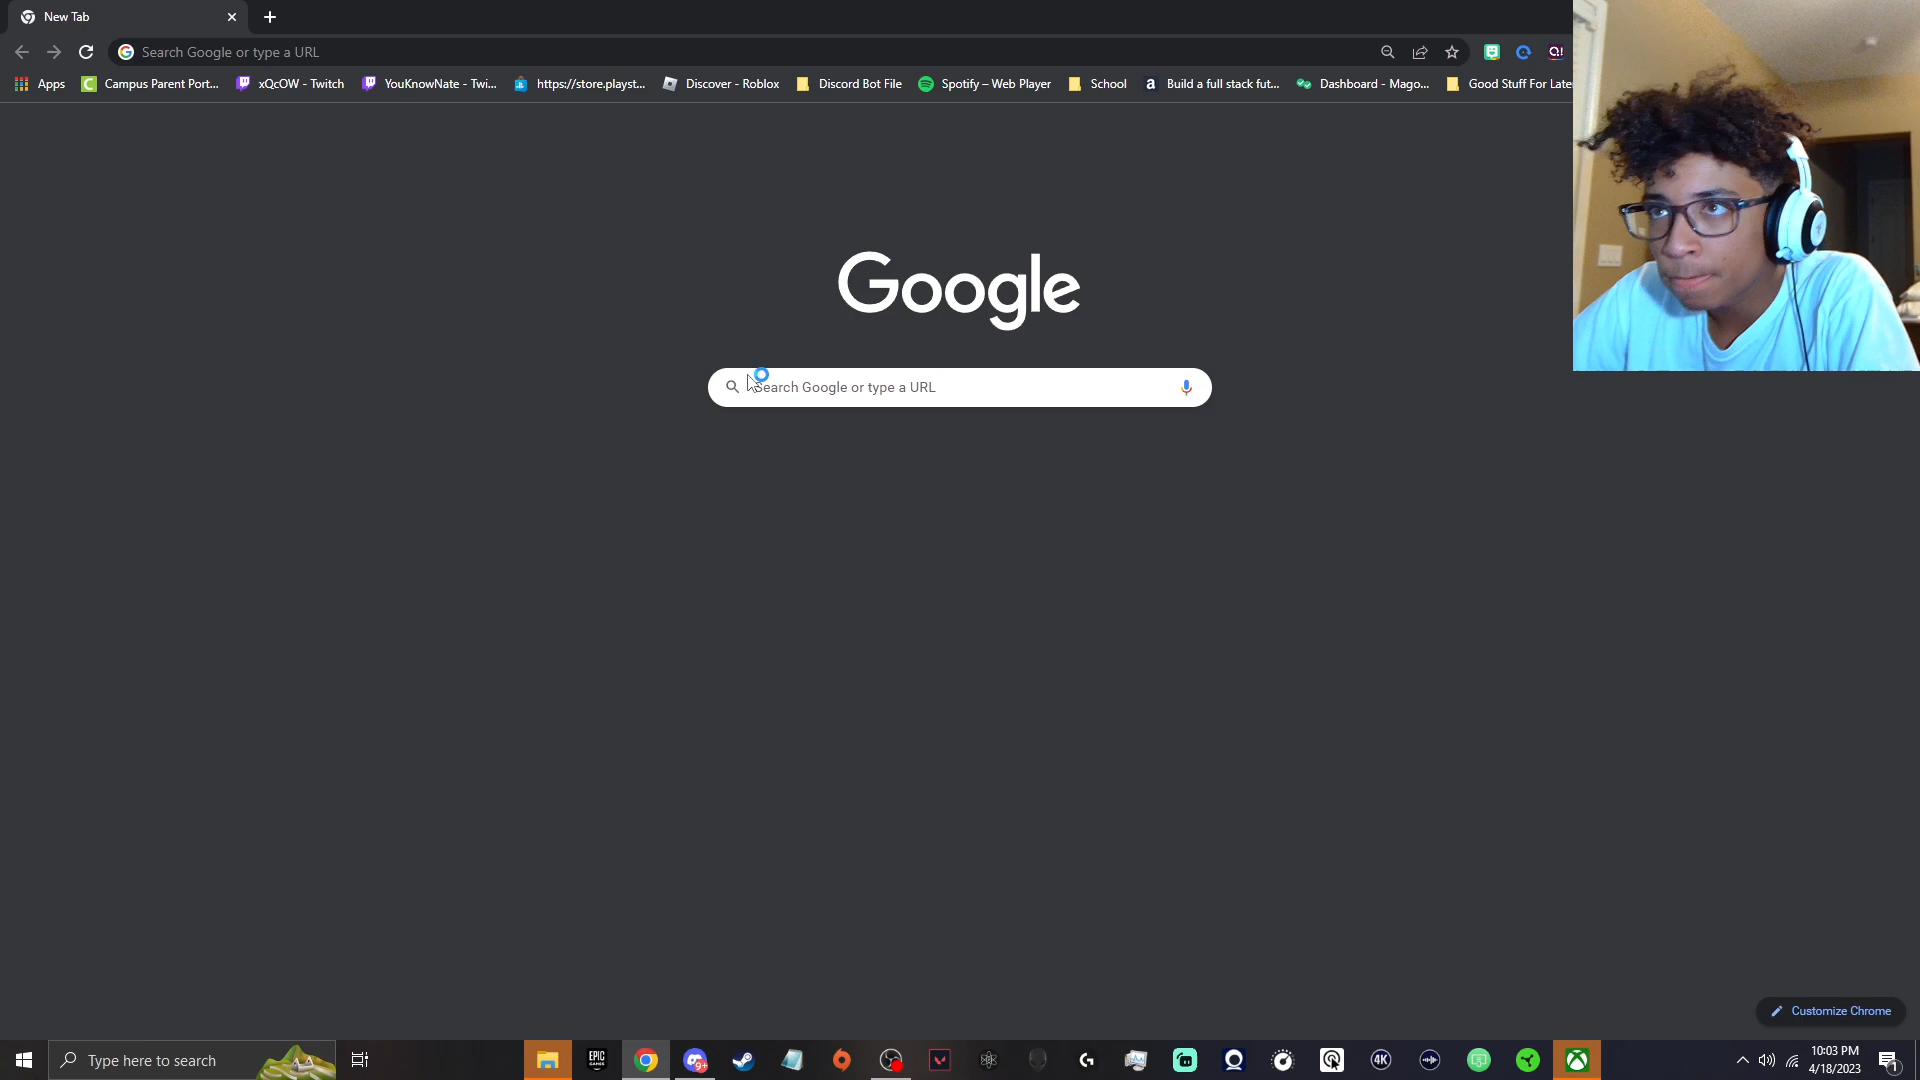 New Tab
Search Google or type a URL
Apps
Campus Parent Port...
xQcOW - Twitch
YouKnowNate - Twi...
https://store.playst...
Discover - Roblox
Discord Bot File
Spotify – Web Player
School
Build a full stack fut...
Dashboard - Mago...
Good Stuff For Late
Google
Search Google or type a URL
Customize Chrome
Type here to search
EPIC
GAMES
9+
4K
10:03 PM
4/18/2023
1